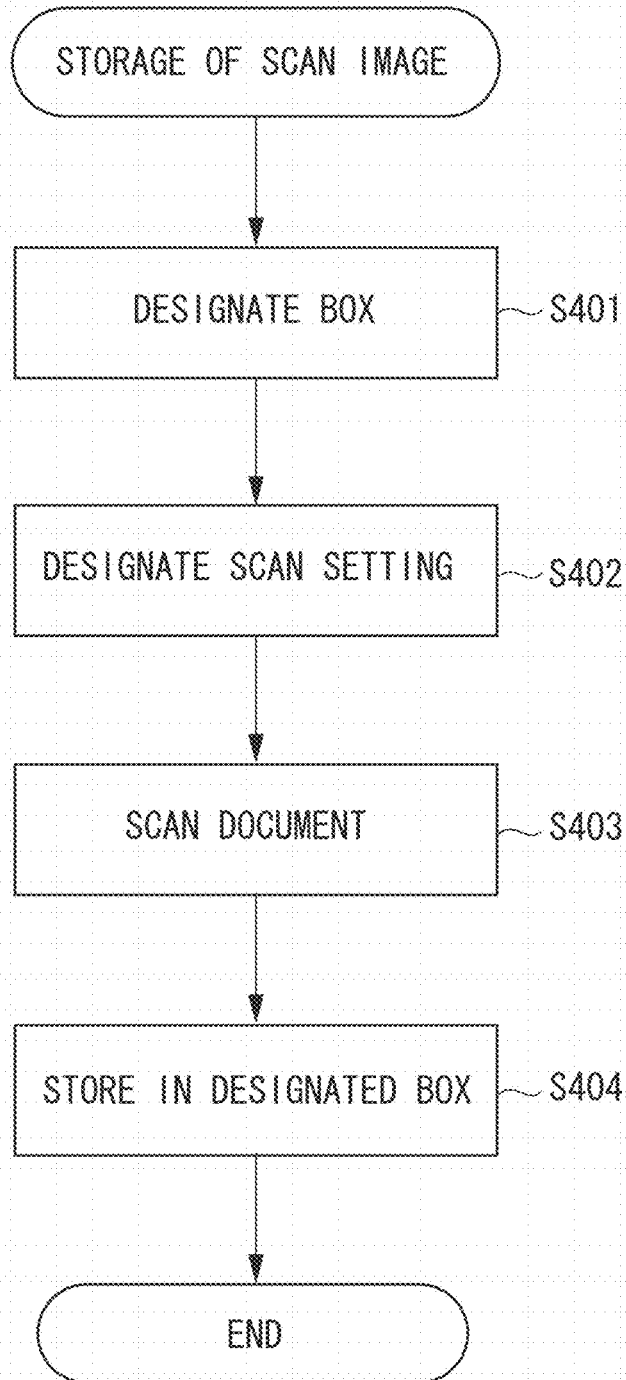 STORAGE OF SCAN IMAGE
DESIGNATE BOX
S401
DESIGNATE SCAN SETTING
S402
SCAN DOCUMENT
S403
STORE IN DESIGNATED BOX
S404
END